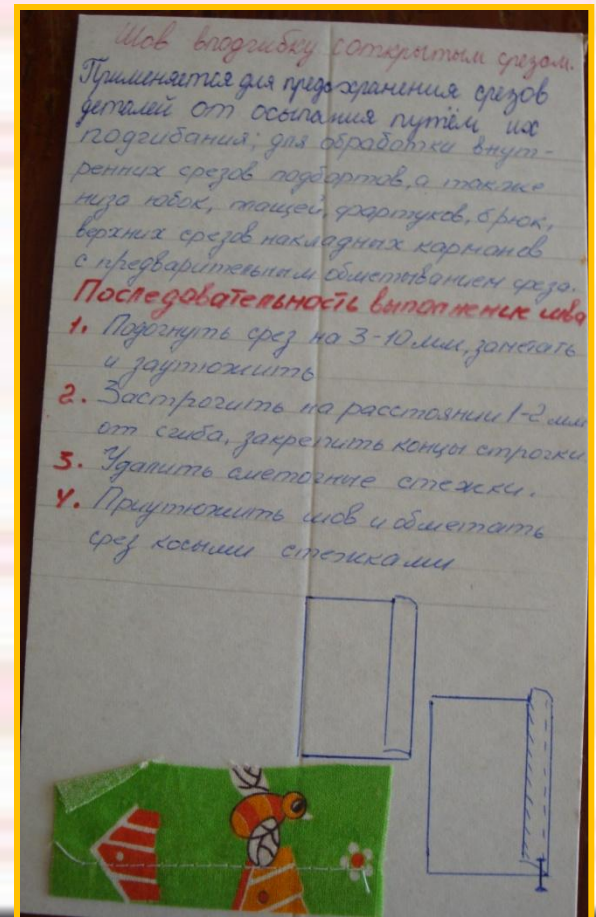 Шов вподгибку с открытым срезом.
Применяется для предохранения срезов
деталей от осыпания путём их
подгибания; для обработки внут-
ренних срезов подбортов, а также
низа юбок, плащей, фартуков, брюк,
верхних срезов накладных карманов
с предварительным обметыванием среза.
Последовательность выполнение шва
1. Подогнуть срез на 3-10 мм, заметать
и заутюжить
2. Застрочить на расстоянии 1-2 мм
от сгиба, закрепить концы строчки
3. Удалить сметочные стежки.
4. Приутюжить шов и обметать
срез косыми стежками